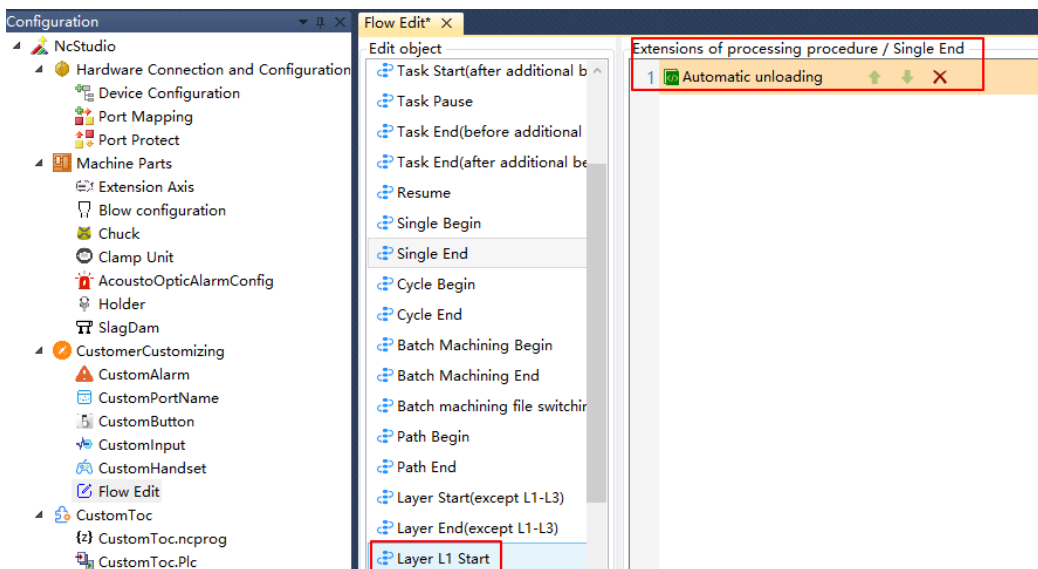 Configuration
NcStudio
Hardware Connection and Configuration
Device Configuration
Port Mapping
Port Protect
Machine Parts
Extension Axis
Blow configuration
Chuck
Clamp Unit
AcoustoOpticAlarmConfig
Holder
SlagDam
CustomerCustomizing
CustomAlarm
CustomPortName
CustomButton
CustomInput
CustomHandset
Flow Edit
CustomToc
{z} CustomToc.ncprog
CustomToc.Plc
Flow Edit*
Edit object
Task Start(after additional b
Task Pause
Task End(before additional
Task End(after additional be
Resume
Single Begin
Single End
Cycle Begin
Cycle End
Batch Machining Begin
Batch Machining End
Batch machining file switchin
Path Begin
Path End
Layer Start(except L1-L3)
Layer End(except L1-L3)
Layer L1 Start
Extensions of processing procedure / Single End
1 Automatic unloading